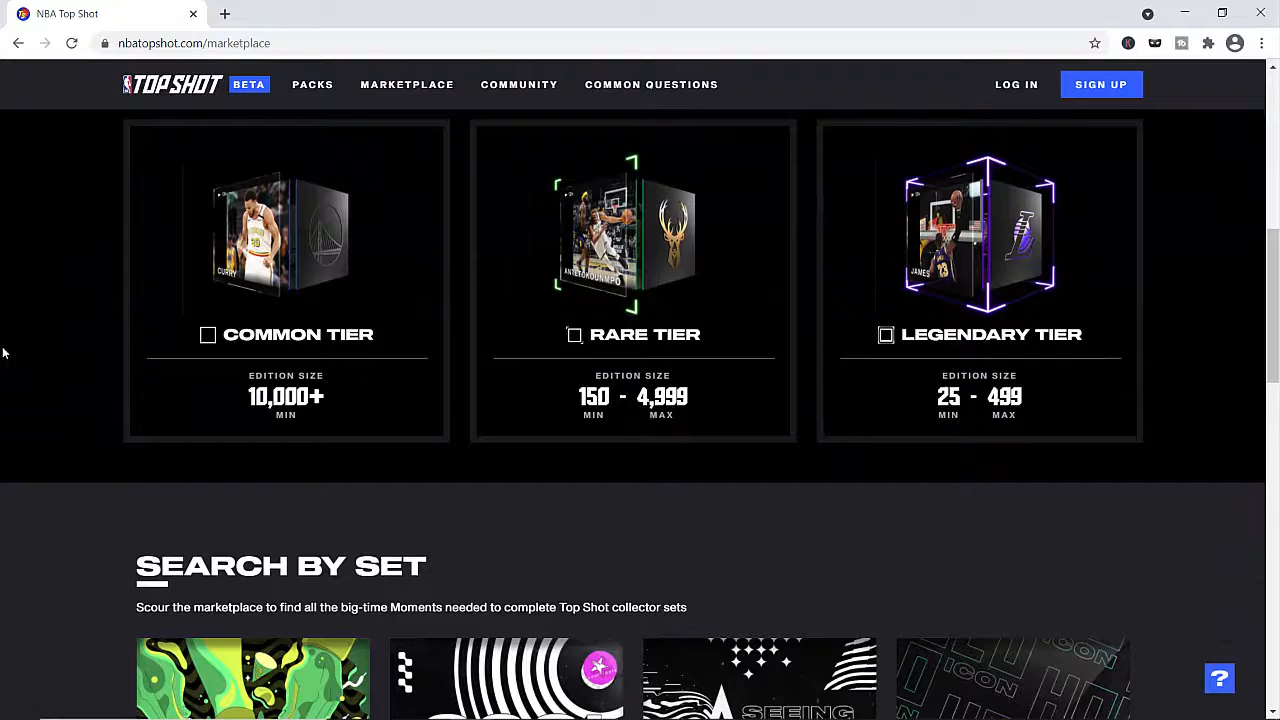 NBA Top Shot
nbatopshot.com/marketplace
TOP SHOT BETA PACKS MARKETPLACE COMMUNITY COMMON QUESTIONS LOG IN SIGN UP
CURRY
ANTETOKOUNMPO
JAMES
COMMON TIER
EDITION SIZE
10,000+
MIN
RARE TIER
EDITION SIZE
150 - 4,999
MIN MAX
LEGENDARY TIER
EDITION SIZE
25 - 499
MIN MAX
SEARCH BY SET
Scour the marketplace to find all the big-time Moments needed to complete Top Shot collector sets
SEEING
ICON
ICON
?